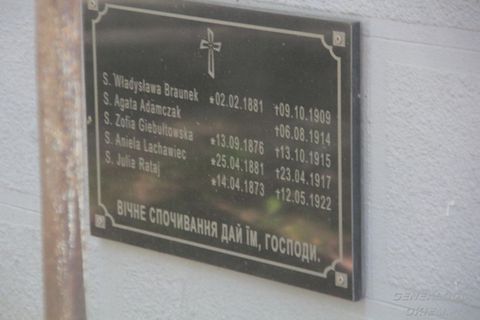 S. Władysława Braunek *02.02.1881 †09.10.1909
S. Agata Adamczak †06.08.1914
S. Zofia Giebułtowska *13.09.1876 †13.10.1915
S. Aniela Lachawiec *25.04.1881 †23.04.1917
S. Julia Rataj *14.04.1873 †12.05.1922
ВІЧНЕ СПОЧИВАННЯ ДАЙ ЇМ, ГОСПОДИ.